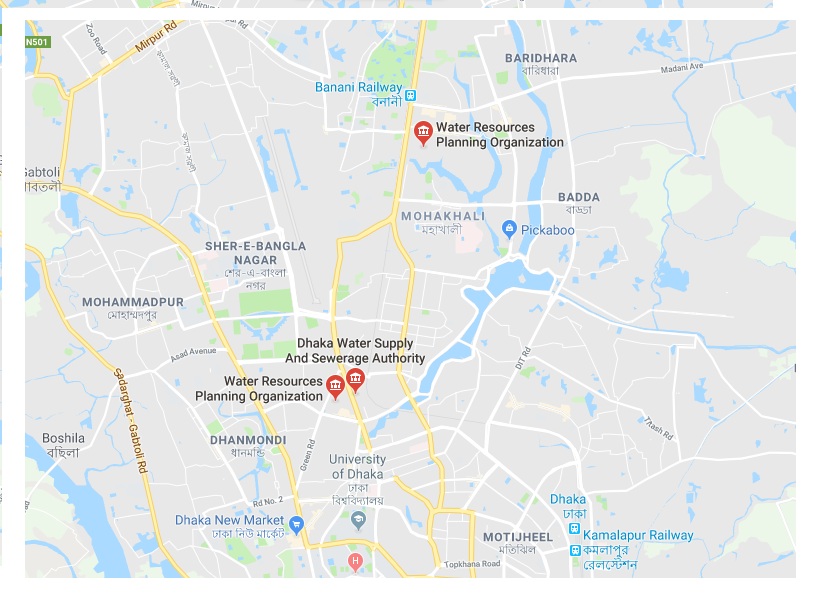 Zoo Road
Mirpur Rd
N501
BARIDHARA
বারিধারা
Madani Ave
Banani Railway
বনানী
Water Resources
Planning Organization
Gabtoli
গাবতলী
BADDA
বাড্ডা
MOHAKHALI
মহাখালী
Pickaboo
SHER-E-BANGLA
NAGAR
শের-এ-বাংলা
নগর
MOHAMMADPUR
মোহাম্মদপুর
Dhaka Water Supply
And Sewerage Authority
Asad Avenue
DIT Rd
Water Resources
Planning Organization
Sadarghat - Gabtoli Rd
Boshila
বছিলা
DHANMONDI
ধানমন্ডি
Green Rd
University
of Dhaka
ঢাকা
বিশ্ববিদ্যালয়
Rd No. 2
Dhaka New Market
ঢাকা নিউ মার্কেট
Dhaka
ঢাকা
Kamalapur Railway
কমলাপুর
রেলস্টেশন
MOTIJHEEL
মতিঝিল
Topkhana Road
H